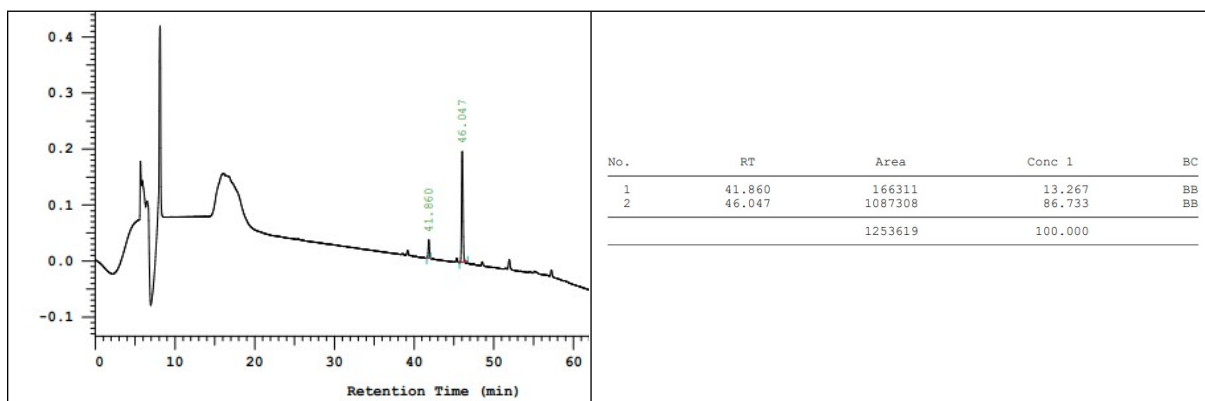 0.4
0.3
0.2
0.1
0.0
-0.1
41.860
46.047
0 10 20 30 40 50 60
Retention Time (min)
No. RT Area Conc 1 BC
1 41.860 166311 13.267 BB
2 46.047 1087308 86.733 BB
1253619 100.000